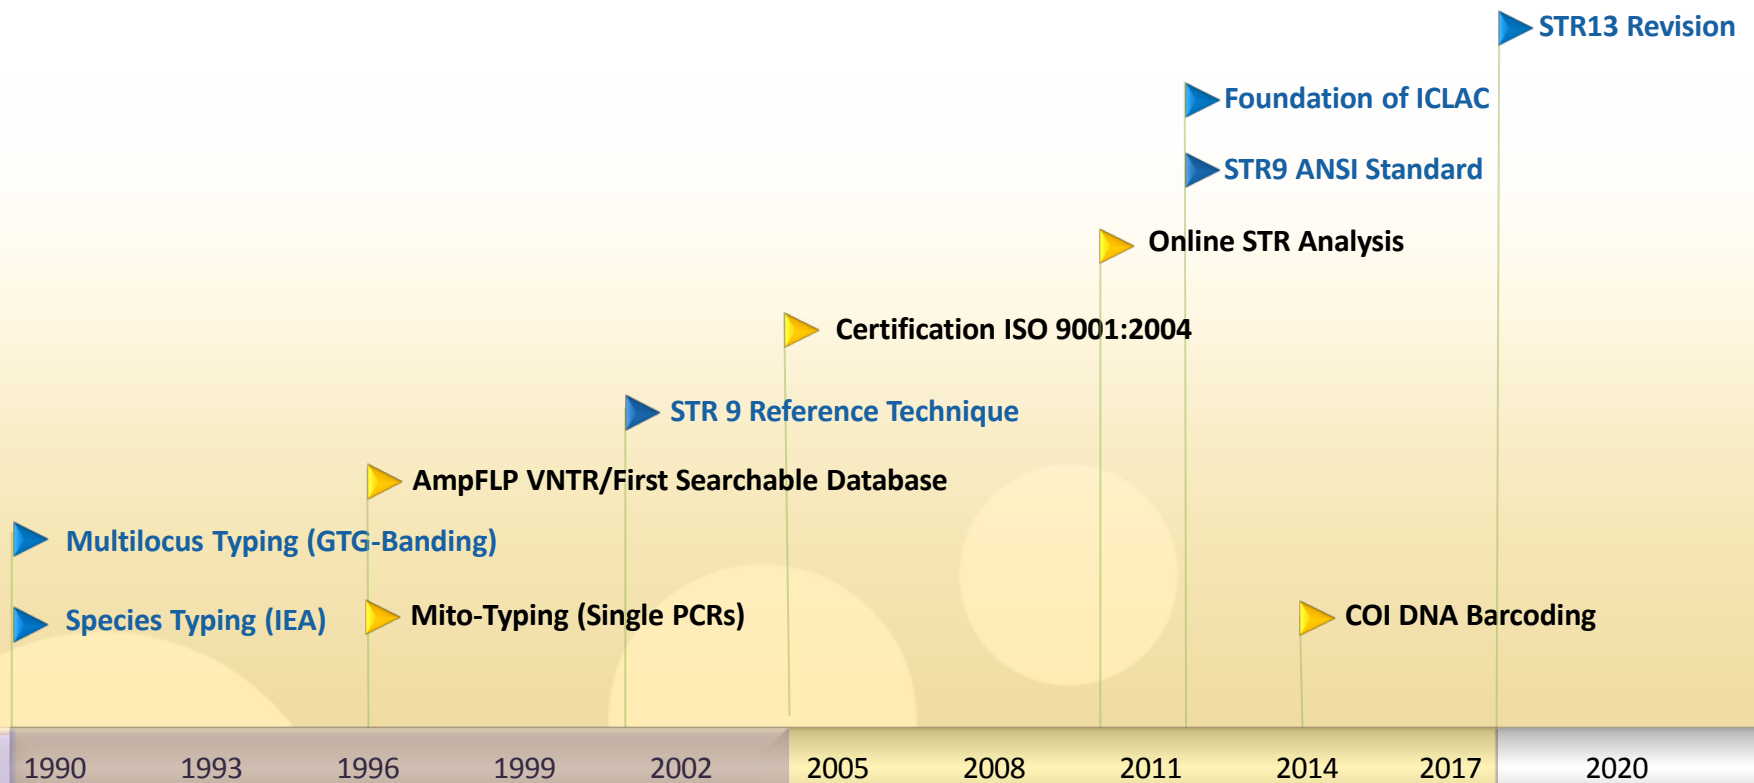 STR13 Revision
Foundation of ICLAC
STR9 ANSI Standard
Online STR Analysis
Certification ISO 9001:2004
STR 9 Reference Technique
AmpFLP VNTR/First Searchable Database
Multilocus Typing (GTG-Banding)
Species Typing (IEA)
Mito-Typing (Single PCRs)
COI DNA Barcoding
1990 1993 1996 1999 2002 2005 2008 2011 2014 2017 2020